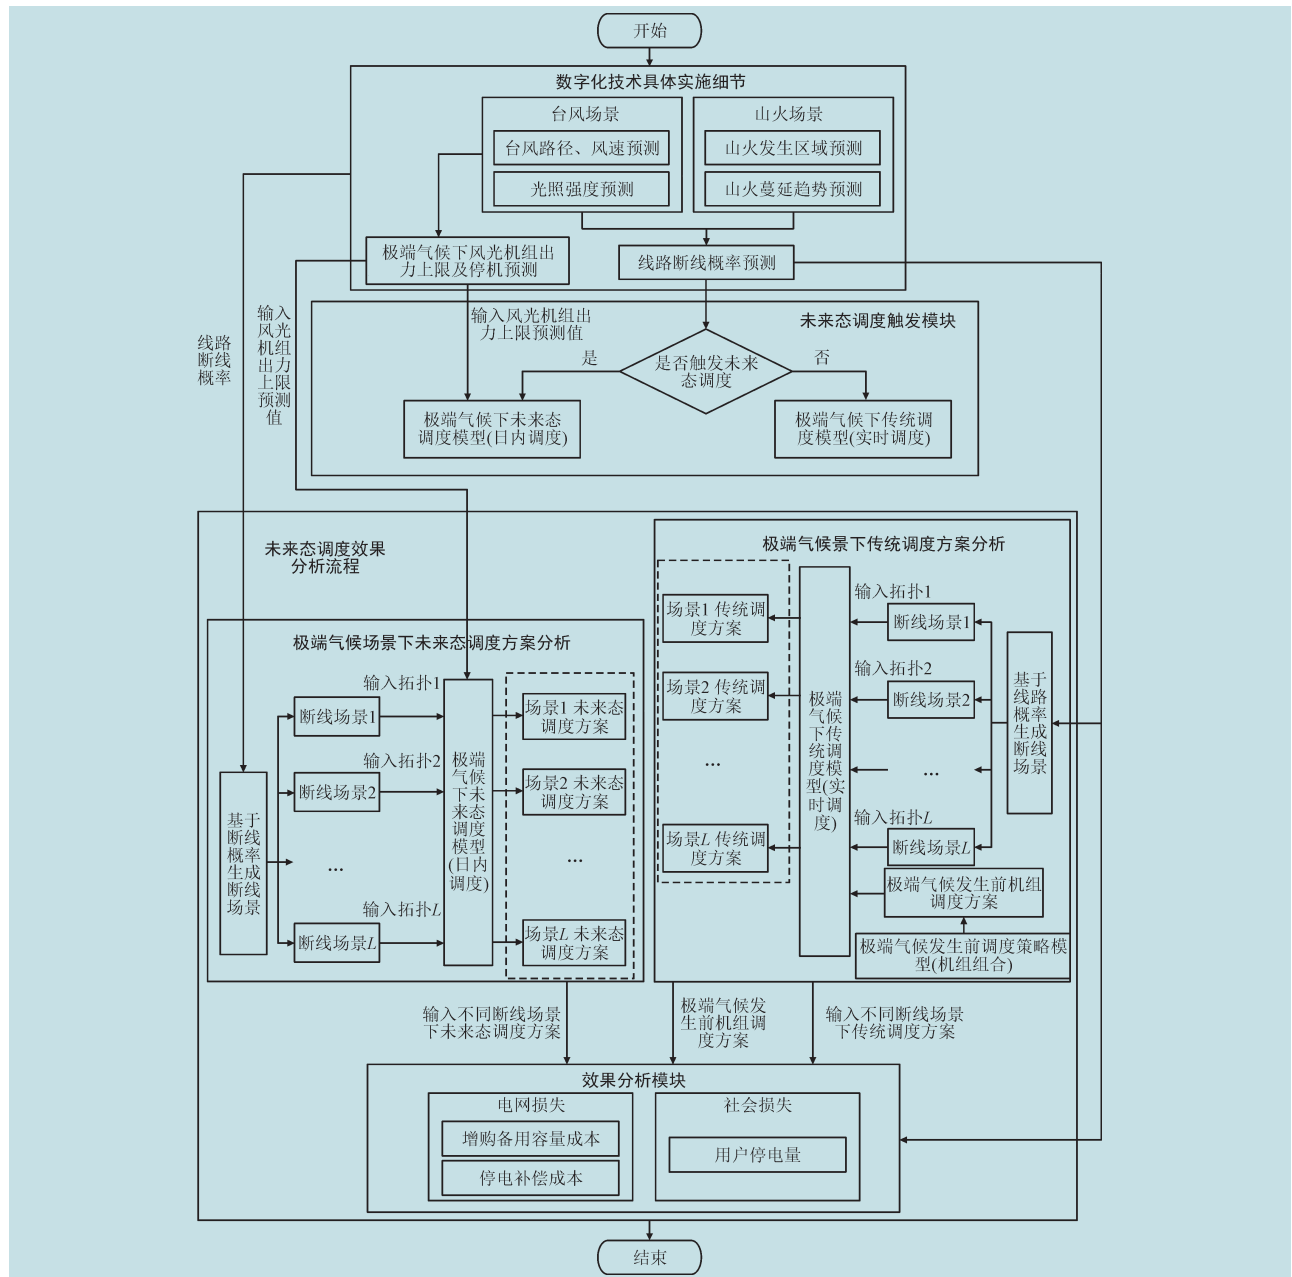 开始
数字化技术具体实施细节
台风场景
台风路径、风速预测
光照强度预测
山火场景
山火发生区域预测
山火蔓延趋势预测
极端气候下风光机组出
力上限及停机预测
线路断线概率预测
线路
断线
概率
输入
风光
机组
出力
上限
预测
值
输入风光机组出
力上限预测值
未来态调度触发模块
是
是否触发未来
态调度
否
极端气候下未来态
调度模型(日内调度)
极端气候下传统调
度模型(实时调度)
未来态调度效果
分析流程
极端气候场景下未来态调度方案分析
基于
断线
概率
生成
断线
场景
输入拓扑1
断线场景1
输入拓扑2
断线场景2
...
输入拓扑L
断线场景L
极端
气候
下未
来态
调度
模型
(日内
调度)
场景1 未来态
调度方案
场景2 未来态
调度方案
...
场景L 未来态
调度方案
极端气候景下传统调度方案分析
场景1 传统调
度方案
场景2 传统调
度方案
...
场景L 传统调
度方案
极端
气候
下传
统调
度模
型(实
时调
度)
输入拓扑1
断线场景1
输入拓扑2
断线场景2
...
输入拓扑L
断线场景L
基于
线路
概率
生成
断线
场景
极端气候发生前机组
调度方案
极端气候发生前调度策略模
型(机组组合)
输入不同断线场景
下未来态调度方案
极端气候发
生前机组调
度方案
输入不同断线场景
下传统调度方案
效果分析模块
电网损失
增购备用容量成本
停电补偿成本
社会损失
用户停电量
结束